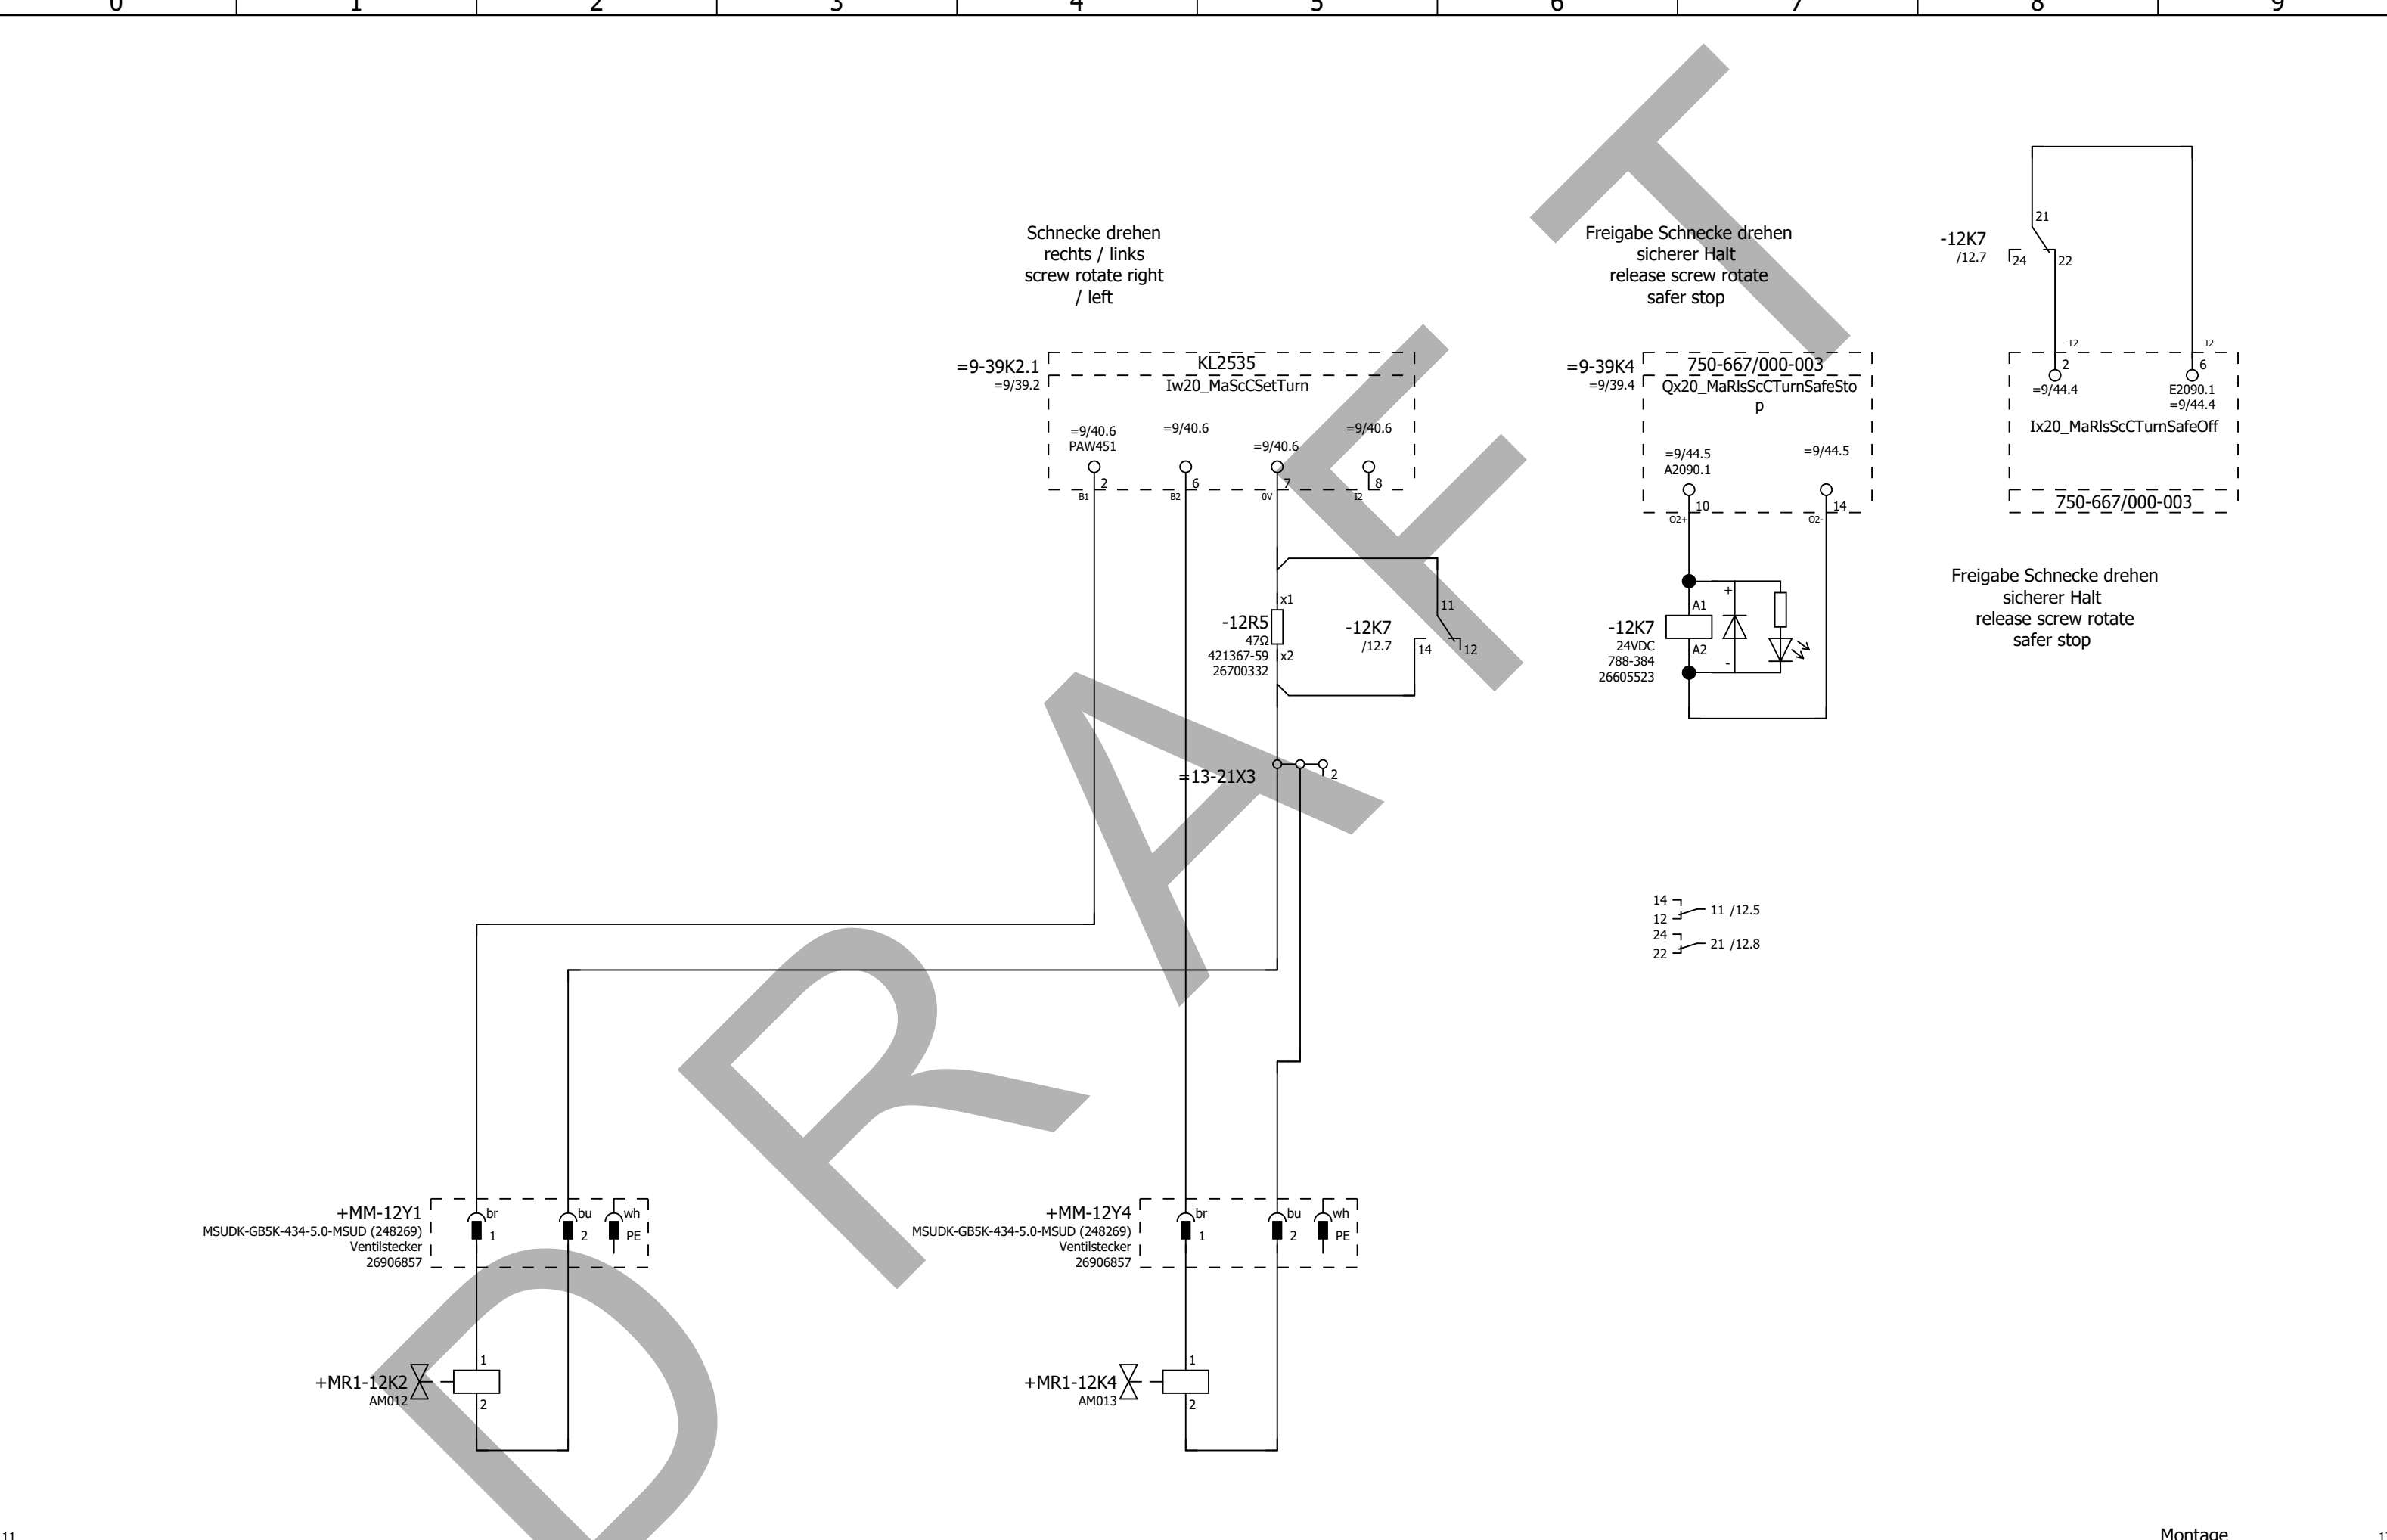 0 1 2 3 4 5 6 7 8 9
Schnecke drehen
rechts / links
screw rotate right
/ left
Freigabe Schnecke drehen
sicherer Halt
release screw rotate
safer stop
21
-12K7
/12.7
24
22
=9-39K2.1
=9/39.2
KL2535
Iw20_MaScCSetTurn
=9/40.6
PAW451
=9/40.6
=9/40.6
=9/40.6
2
6
7
8
B1
B2
0V
I2
=9-39K4
=9/39.4
750-667/000-003
Qx20_MaRlsScCTurnSafeSto
p
=9/44.5
A2090.1
=9/44.5
10
14
O2+
O2-
T2
I2
2
6
=9/44.4
E2090.1
=9/44.4
Ix20_MaRlsScCTurnSafeOff
750-667/000-003
Freigabe Schnecke drehen
sicherer Halt
release screw rotate
safer stop
x1
-12R5
47Ω
421367-59
26700332
x2
11
-12K7
/12.7
14
12
A1
+
-12K7
24VDC
788-384
26605523
A2
-
=13-21X3
2
14
12
11 /12.5
24
22
21 /12.8
+MM-12Y1
MSUDK-GB5K-434-5.0-MSUD (248269)
Ventilstecker
26906857
br
bu
wh
1
2
PE
+MM-12Y4
MSUDK-GB5K-434-5.0-MSUD (248269)
Ventilstecker
26906857
br
bu
wh
1
2
PE
1
+MR1-12K2
AM012
2
1
+MR1-12K4
AM013
2
DRAFT
11
Montage